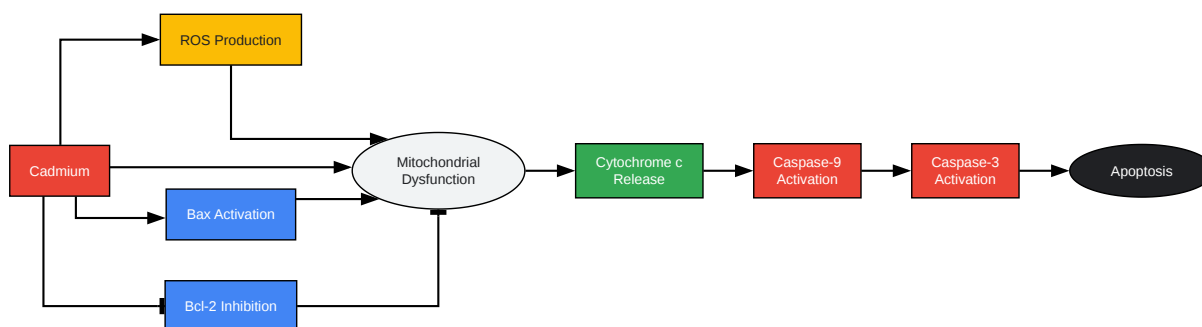 ROS Production
Cadmium
Mitochondrial
Dysfunction
Cytochrome c
Release
Caspase-9
Activation
Caspase-3
Activation
Apoptosis
Bax Activation
Bcl-2 Inhibition